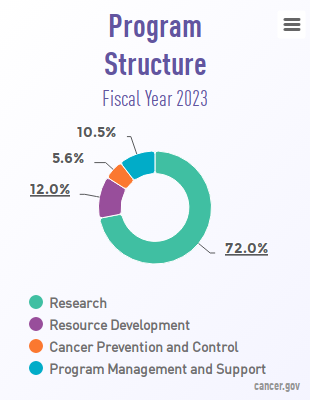 Program
Structure
Fiscal Year 2023
10.5%
5.6%
12.0%
72.0%
Research
Resource Development
Cancer Prevention and Control
Program Management and Support
cancer.gov